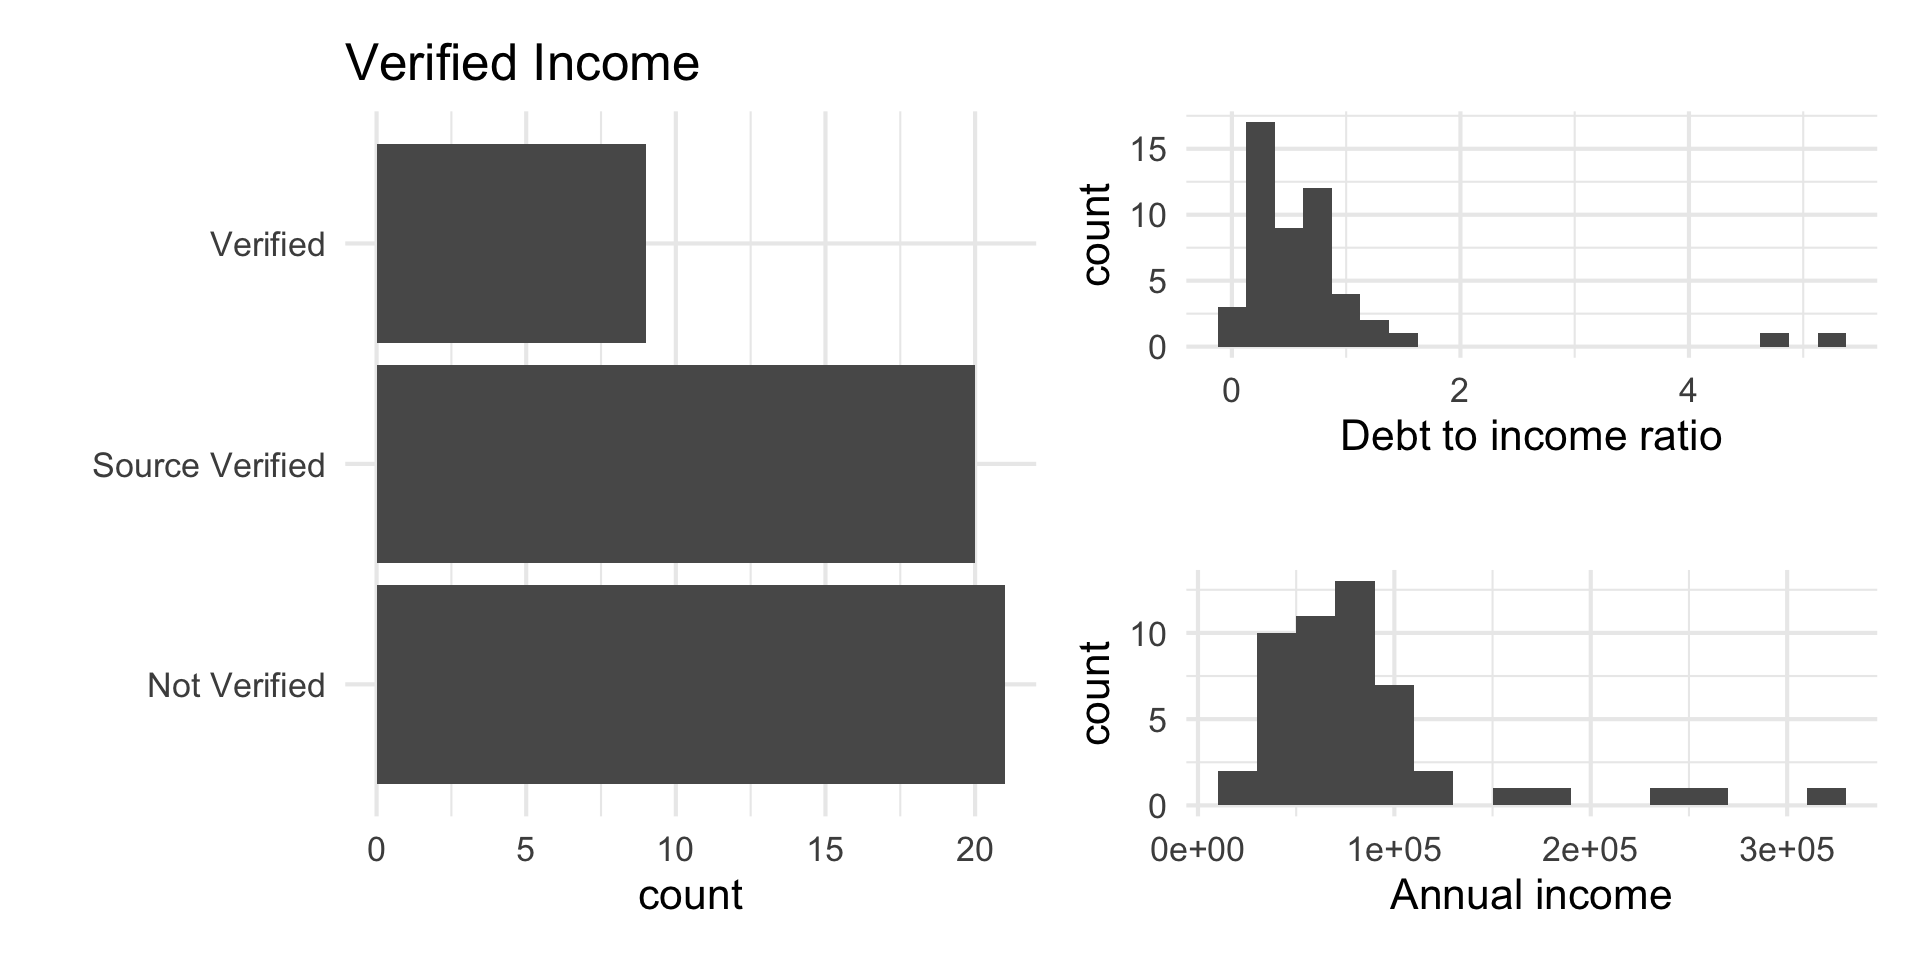 Verified Income
Verified
Source Verified
Not Verified
0 5 10 15 20
count
count
15
10
5
0
0 2 4
Debt to income ratio
count
10
5
0
0e+00 1e+05 2e+05 3e+05
Annual income